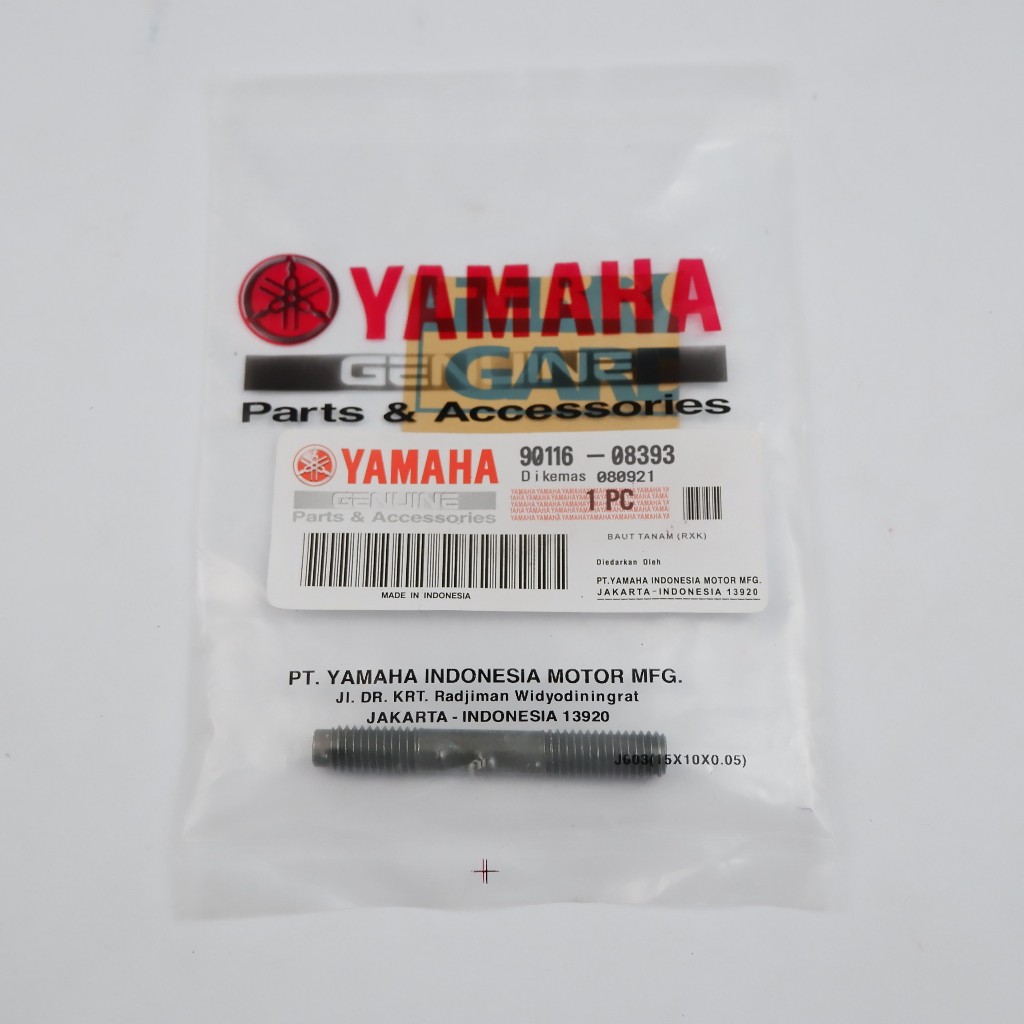 YAMAHA
GENUINE
Parts & Accessories
YAMAHA 90116-08393
GENUINE Dikemas 080921
Parts & Accessories 1 PC
BAUT TANAM (RXK)
Diedarkan Oleh
PT.YAMAHA INDONESIA MOTOR MFG.
JAKARTA-INDONESIA 13920
MADE IN INDONESIA
PT. YAMAHA INDONESIA MOTOR MFG.
Jl. DR. KRT. Radjiman Widyodiningrat
JAKARTA - INDONESIA 13920
J603(15X10X0.05)